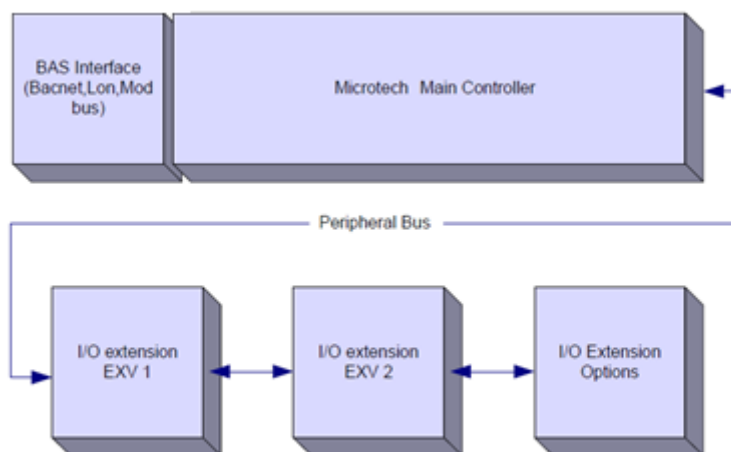 BAS Interface
(Bacnet,Lon,Mod
bus)
Microtech Main Controller
Peripheral Bus
I/O extension
EXV 1
I/O extension
EXV 2
I/O Extension
Options